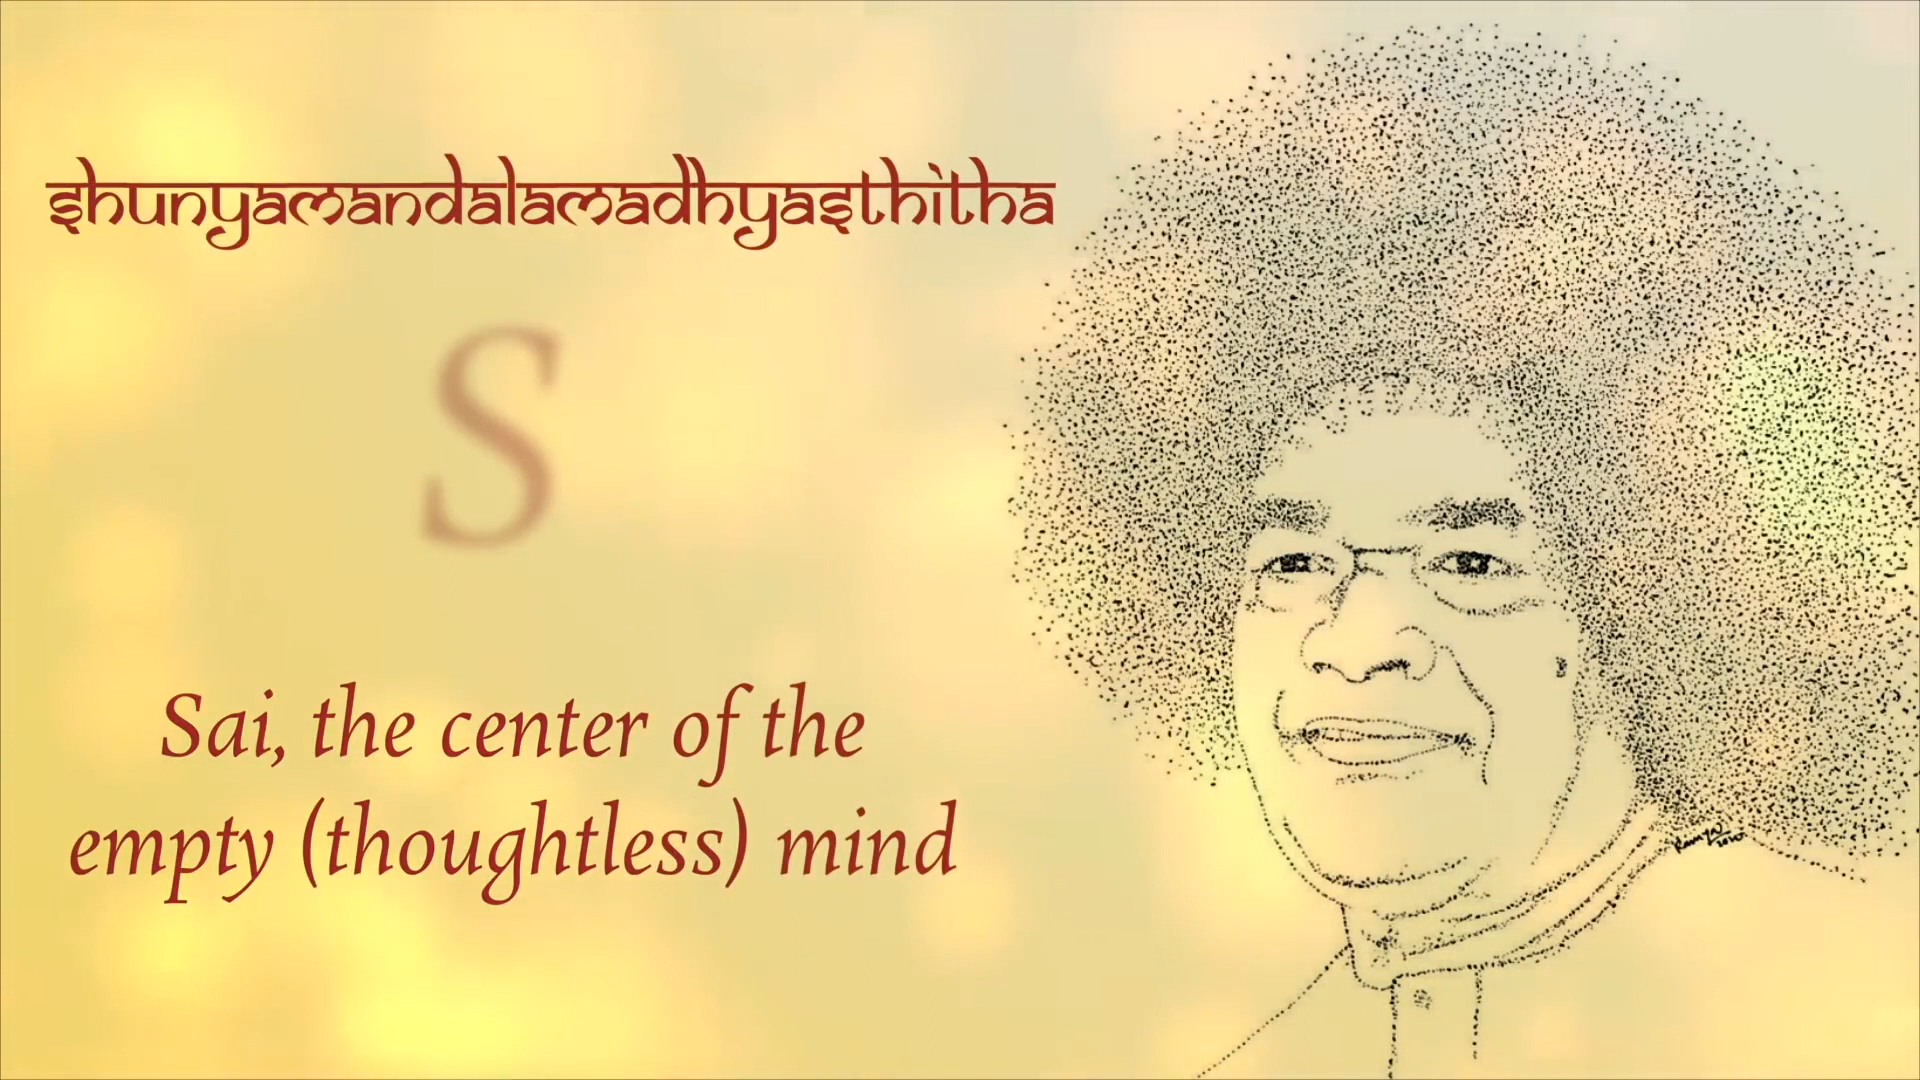 shunyamandalamadhyasthitha
S
Sai, the center of the
empty (thoughtless) mind